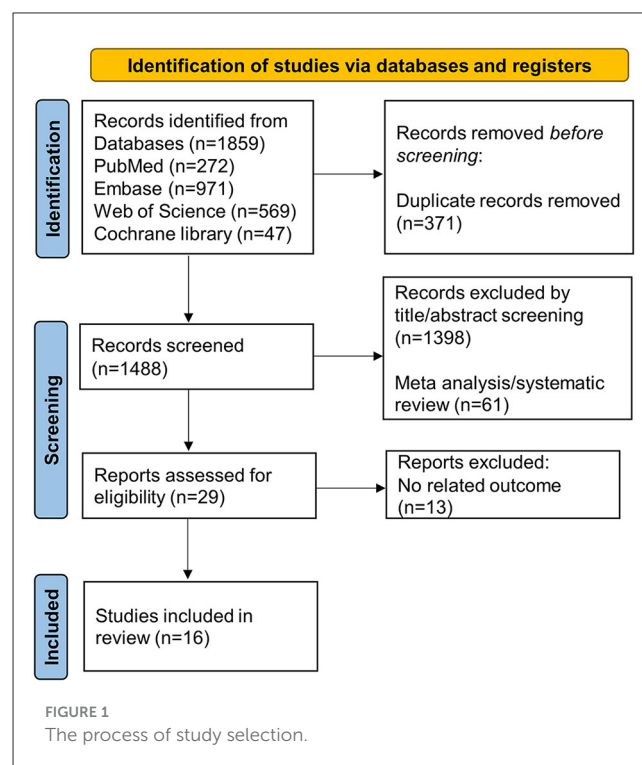 Identification of studies via databases and registers
Identification
Records identified from
Databases (n=1859)
PubMed (n=272)
Embase (n=971)
Web of Science (n=569)
Cochrane library (n=47)
Records removed before
screening:
Duplicate records removed
(n=371)
Screening
Records screened
(n=1488)
Records excluded by
title/abstract screening
(n=1398)
Meta analysis/systematic
review (n=61)
Reports assessed for
eligibility (n=29)
Reports excluded:
No related outcome
(n=13)
Included
Studies included in
review (n=16)
FIGURE 1
The process of study selection.